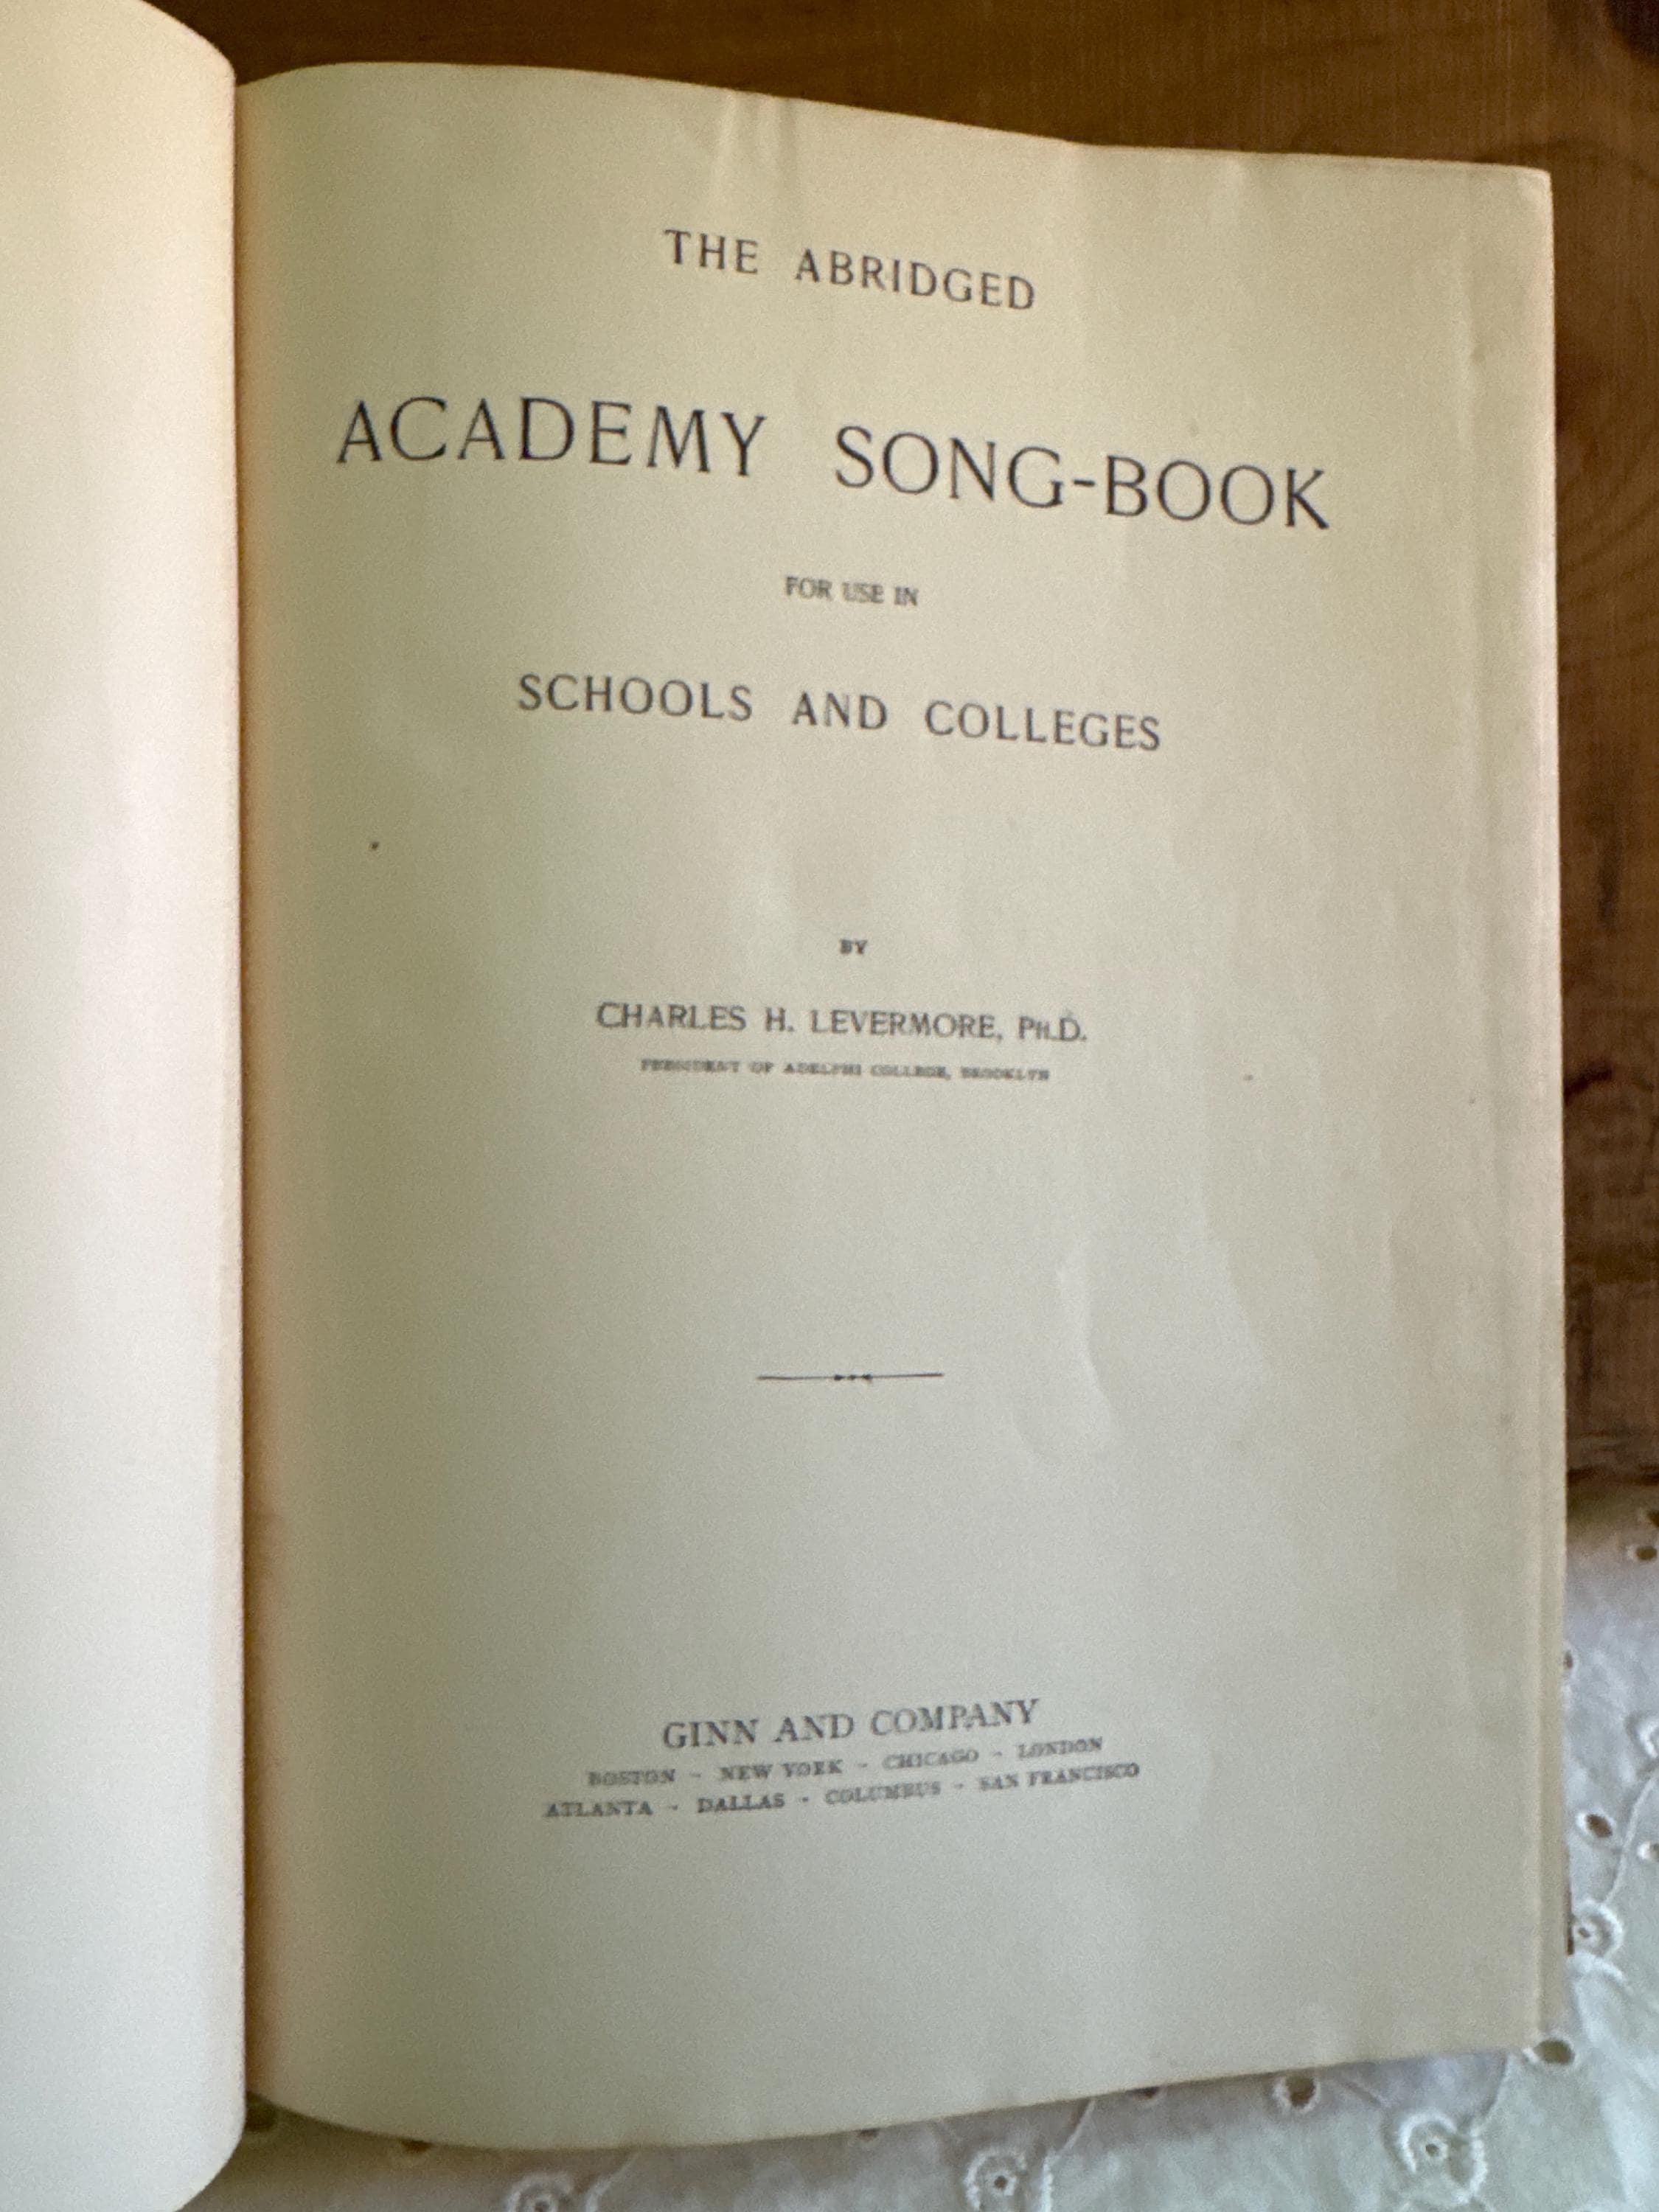 THE ABRIDGED
ACADEMY SONG-BOOK
FOR USE IN
SCHOOLS AND COLLEGES
BY
CHARLES H. LEVERMORE, PH.D.
PRESIDENT OF ADELPHI COLLEGE, BROOKLYN
GINN AND COMPANY
BOSTON - NEW YORK - CHICAGO - LONDON
ATLANTA - DALLAS - COLUMBUS - SAN FRANCISCO